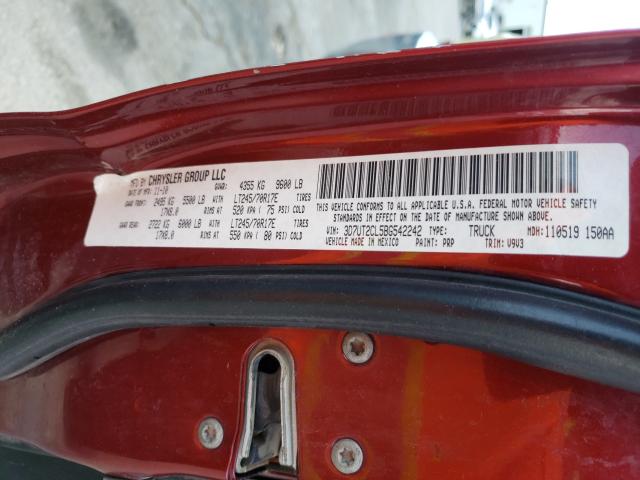 MFD BY CHRYSLER GROUP LLC
DATE OF MFR: 11-10 GVWR: 4355 KG 9600 LB
GAWR FRONT: 2495 KG 5500 LB WITH LT245/70R17E TIRES
17X8.0 RIMS AT 520 KPA ( 75 PSI) COLD
GAWR REAR: 2722 KG 6000 LB WITH LT245/70R17E TIRES
17X8.0 RIMS AT 550 KPA ( 80 PSI) COLD
THIS VEHICLE CONFORMS TO ALL APPLICABLE U.S.A. FEDERAL MOTOR VEHICLE SAFETY
STANDARDS IN EFFECT ON THE DATE OF MANUFACTURE SHOWN ABOVE.
VIN: 3D7UT2CL5BG542242 TYPE: TRUCK MDH: 110519 150AA
VEHICLE MADE IN MEXICO PAINT: PRP TRIM: V9V3